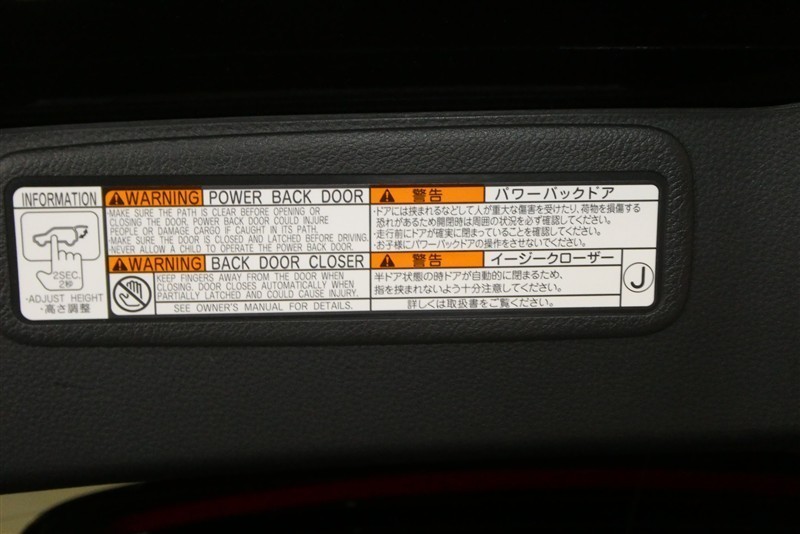 INFORMATION
2SEC.
2秒
・ADJUST HEIGHT
・高さ調整
WARNING POWER BACK DOOR
・MAKE SURE THE PATH IS CLEAR BEFORE OPENING OR
CLOSING THE DOOR. POWER BACK DOOR COULD INJURE
PEOPLE OR DAMAGE CARGO IF CAUGHT IN ITS PATH.
・MAKE SURE THE DOOR IS CLOSED AND LATCHED BEFORE DRIVING.
・NEVER ALLOW A CHILD TO OPERATE THE POWER BACK DOOR.
WARNING BACK DOOR CLOSER
KEEP FINGERS AWAY FROM THE DOOR WHEN
CLOSING. DOOR CLOSES AUTOMATICALLY WHEN
PARTIALLY LATCHED AND COULD CAUSE INJURY.
SEE OWNER'S MANUAL FOR DETAILS.
警告 パワーバックドア
・ドアには挟まれるなどして人が重大な傷害を受けたり、荷物を損傷する
恐れがあるため開閉時は周囲の状況を必ず確認してください。
・走行前にドアが確実に閉まっていることを確認してください。
・お子様にパワーバックドアの操作をさせないでください。
警告 イージークローザー
半ドア状態の時ドアが自動的に閉まるため、
指を挟まれないよう十分注意してください。
詳しくは取扱書をご覧ください。
J